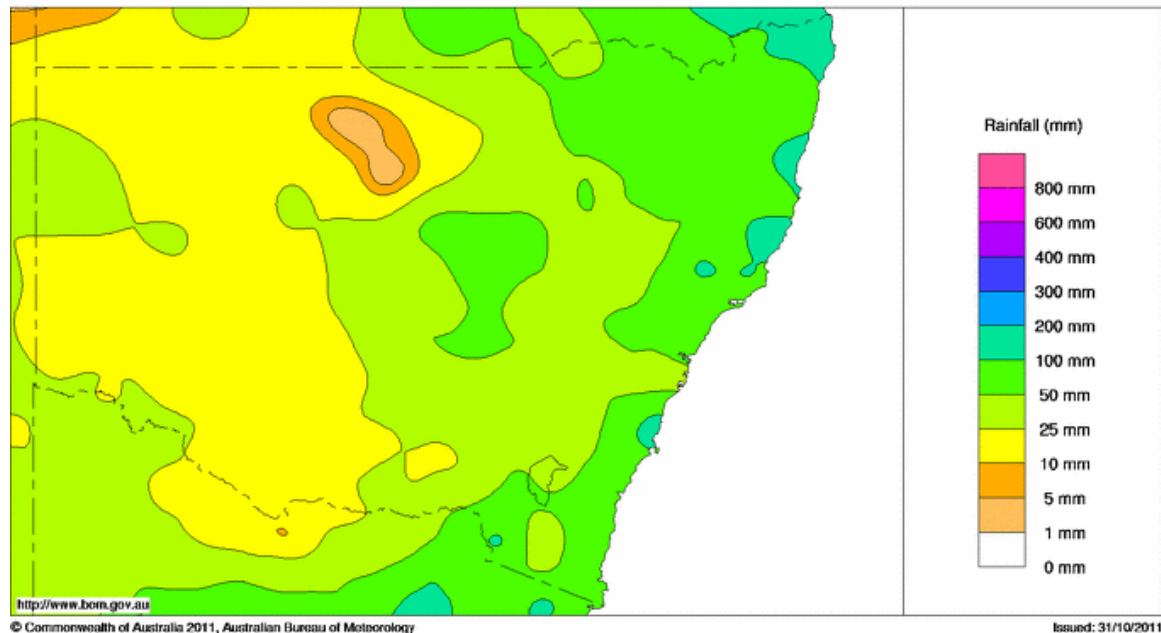 Rainfall (mm)
800 mm
600 mm
400 mm
300 mm
200 mm
100 mm
50 mm
25 mm
10 mm
5 mm
1 mm
0 mm
http://www.bom.gov.au
© Commonwealth of Australia 2011, Australian Bureau of Meteorology
Issued: 31/10/2011